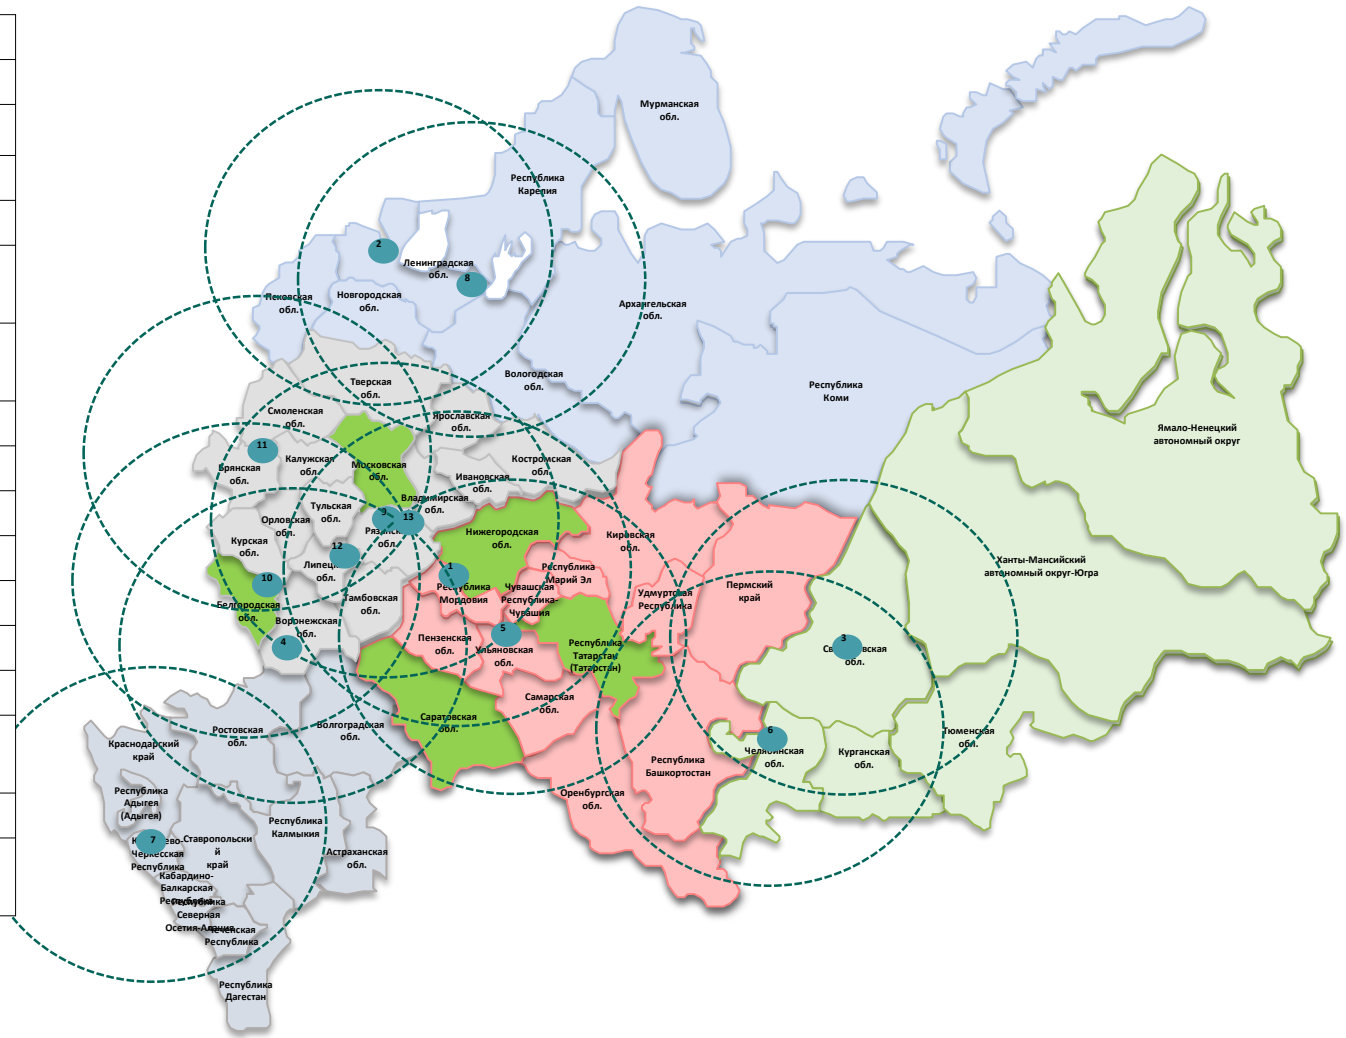 Мурманская
обл.
Республика
Карелия
2
Ленинградская
обл.
8
Псковская
обл.
Новгородская
обл.
Архангельская
обл.
Вологодская
обл.
Республика
Коми
Тверская
обл.
Смоленская
обл.
Ярославская
обл.
Ямало-Ненецкий
автономный округ
11
Брянская
обл.
Калужская
обл.
Московская
обл.
Ивановская
обл.
Костромская
обл.
Владимирская
обл.
Тульская
обл.
9
13
обл.
Орловская
обл.
Курская
обл.
12
обл.
Нижегородская
обл.
Кировская
обл.
Ханты-Мансийский
автономный округ-Югра
10
Белгородская
обл.
Тамбовская
обл.
1
Республика
Мордовия
Чувашская
Республика-
Чувашия
Республика
Марий Эл
Удмуртская
Республика
Пермский
край
Воронежская
обл.
4
Пензенская
обл.
5
Ульяновская
обл.
Республика
Татарстан
(Татарстан)
3
обл.
Самарская
обл.
Саратовская
обл.
Волгоградская
обл.
Ростовская
обл.
Краснодарский
край
6
Челябинская
обл.
Курганская
обл.
Тюменская
обл.
Республика
Башкортостан
Оренбургская
обл.
Республика
Адыгея
(Адыгея)
Республика
Калмыкия
7
Черкесская
Республика
Ставропольски
й
край
Астраханская
обл.
Кабардино-
Балкарская
Республика
Республика
Северная
Осетия-Алания
Чеченская
Республика
Республика
Дагестан